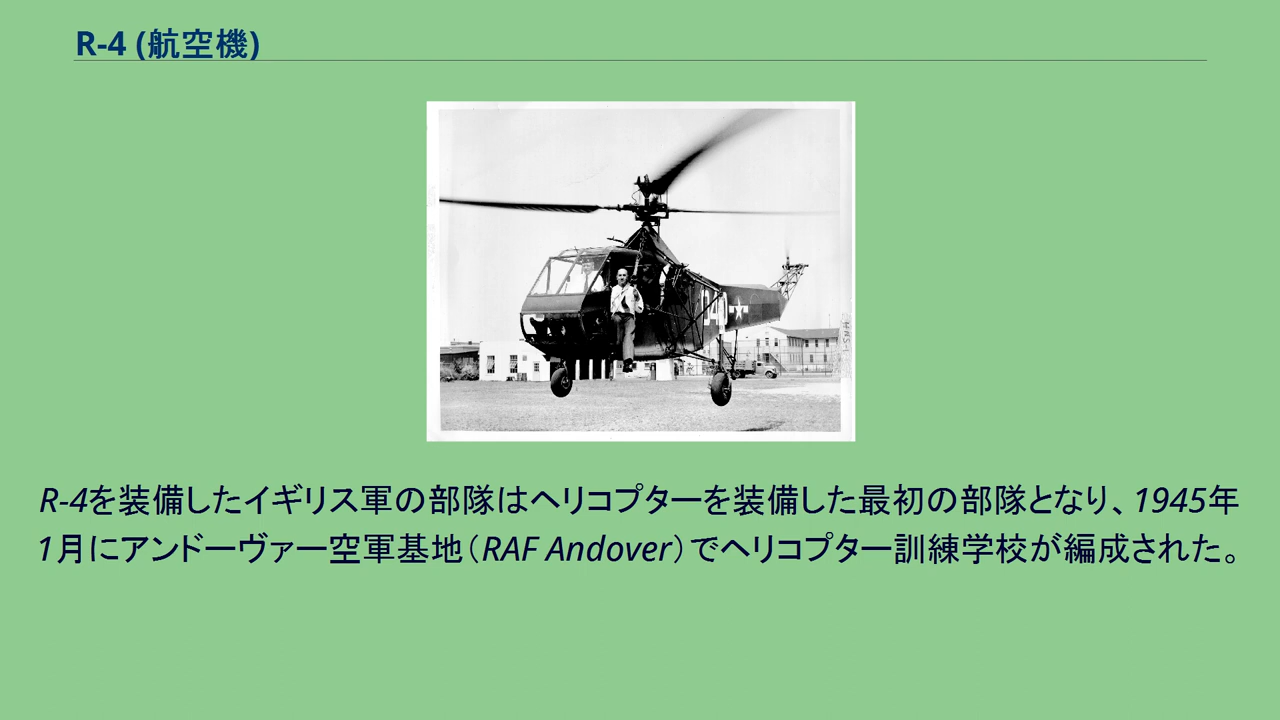 R-4 (航空機)
R-4を装備したイギリス軍の部隊はヘリコプターを装備した最初の部隊となり、1945年
1月にアンドーヴァー空軍基地（RAF Andover）でヘリコプター訓練学校が編成された。